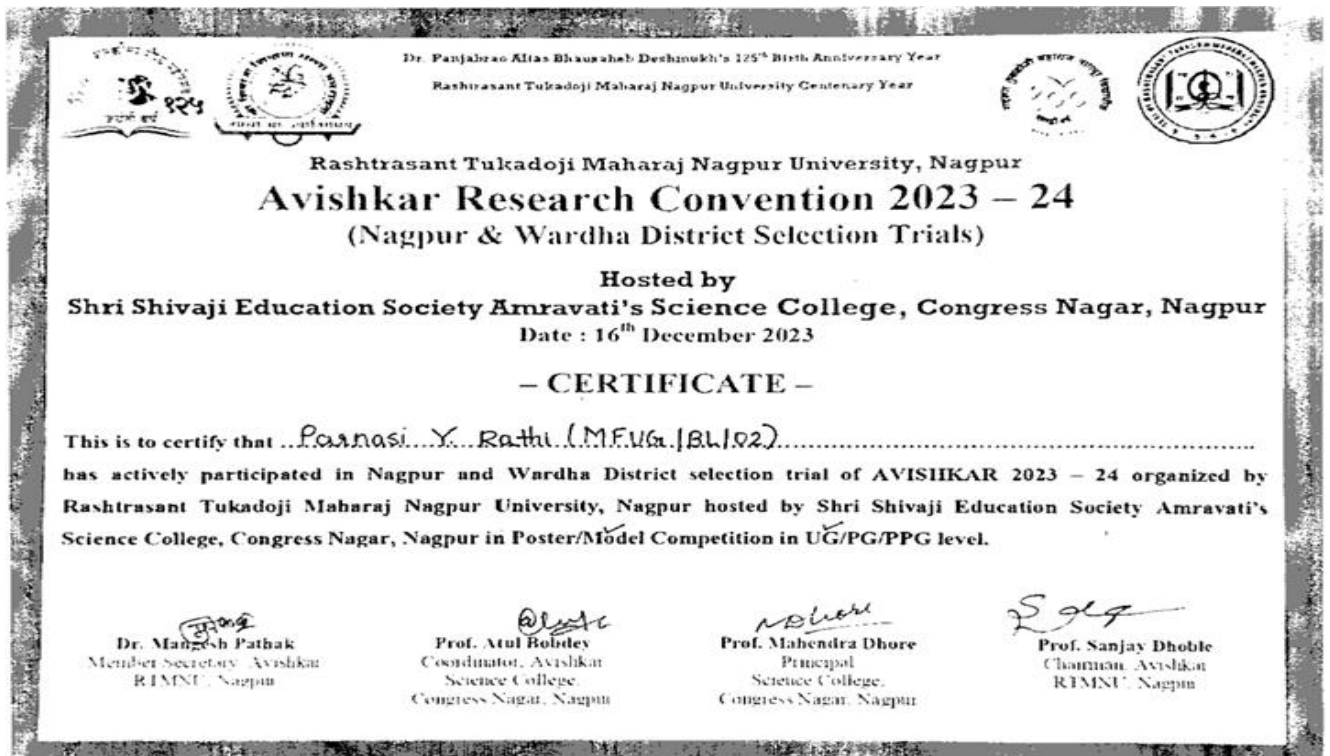 Dr. Panjabrao Alias Bhausaheb Deshmukh's 125th Birth Anniversary Year
Rashtrasant Tukadoji Maharaj Nagpur University Centenary Year
१२५
Rashtrasant Tukadoji Maharaj Nagpur University, Nagpur
Avishkar Research Convention 2023 – 24
(Nagpur & Wardha District Selection Trials)
Hosted by
Shri Shivaji Education Society Amravati's Science College, Congress Nagar, Nagpur
Date : 16th December 2023
– CERTIFICATE –
This is to certify that Parnasi Y. Rathi (MFUG/BL/02)
has actively participated in Nagpur and Wardha District selection trial of AVISHKAR 2023 – 24 organized by
Rashtrasant Tukadoji Maharaj Nagpur University, Nagpur hosted by Shri Shivaji Education Society Amravati's
Science College, Congress Nagar, Nagpur in Poster/Model Competition in UG/PG/PPG level.
Dr. Mangesh Pathak
Member Secretary, Avishkar
RTMNU, Nagpur
Prof. Atul Bobdey
Coordinator, Avishkar
Science College,
Congress Nagar, Nagpur
Prof. Mahendra Dhore
Principal
Science College,
Congress Nagar, Nagpur
Prof. Sanjay Dhoble
Chairman, Avishkar
RTMNU, Nagpur